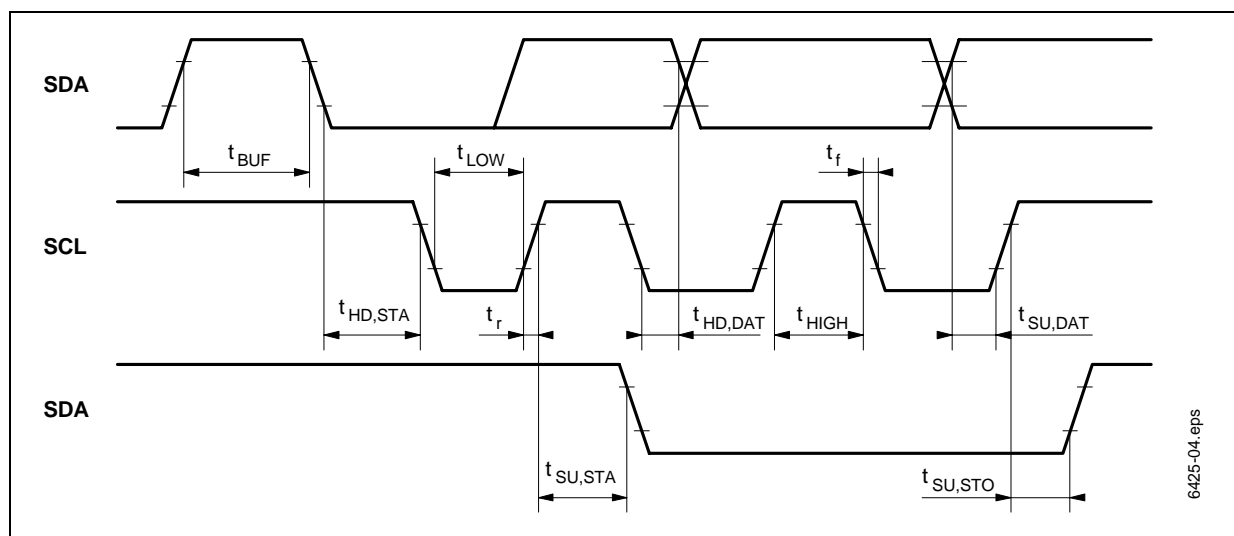 SDA
t BUF
t LOW
t f
SCL
t HD,STA
t r
t HD,DAT
t HIGH
t SU,DAT
SDA
t SU,STA
t SU,STO
6425-04.eps